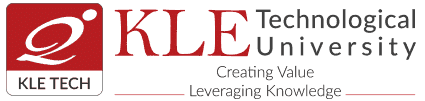 KLE TECH
KLE Technological
University
Creating Value
Leveraging Knowledge